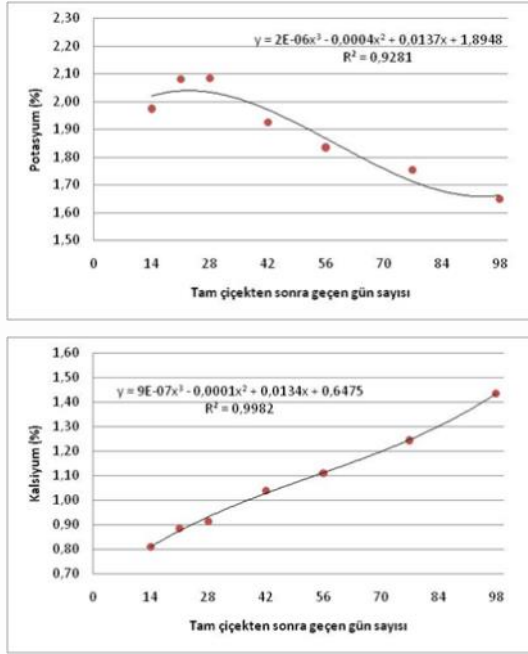 2,30
2,20
2,10
2,00
1,90
1,80
1,70
1,60
1,50
Potasyum (%)
y = 2E-06x³ - 0,0004x² + 0,0137x + 1,8948
R² = 0,9281
0 14 28 42 56 70 84 98
Tam çiçekten sonra geçen gün sayısı
1,60
1,50
1,40
1,30
1,20
1,10
1,00
0,90
0,80
0,70
Kalsiyum (%)
y = 9E-07x³ - 0,0001x² + 0,0134x + 0,6475
R² = 0,9982
0 14 28 42 56 70 84 98
Tam çiçekten sonra geçen gün sayısı